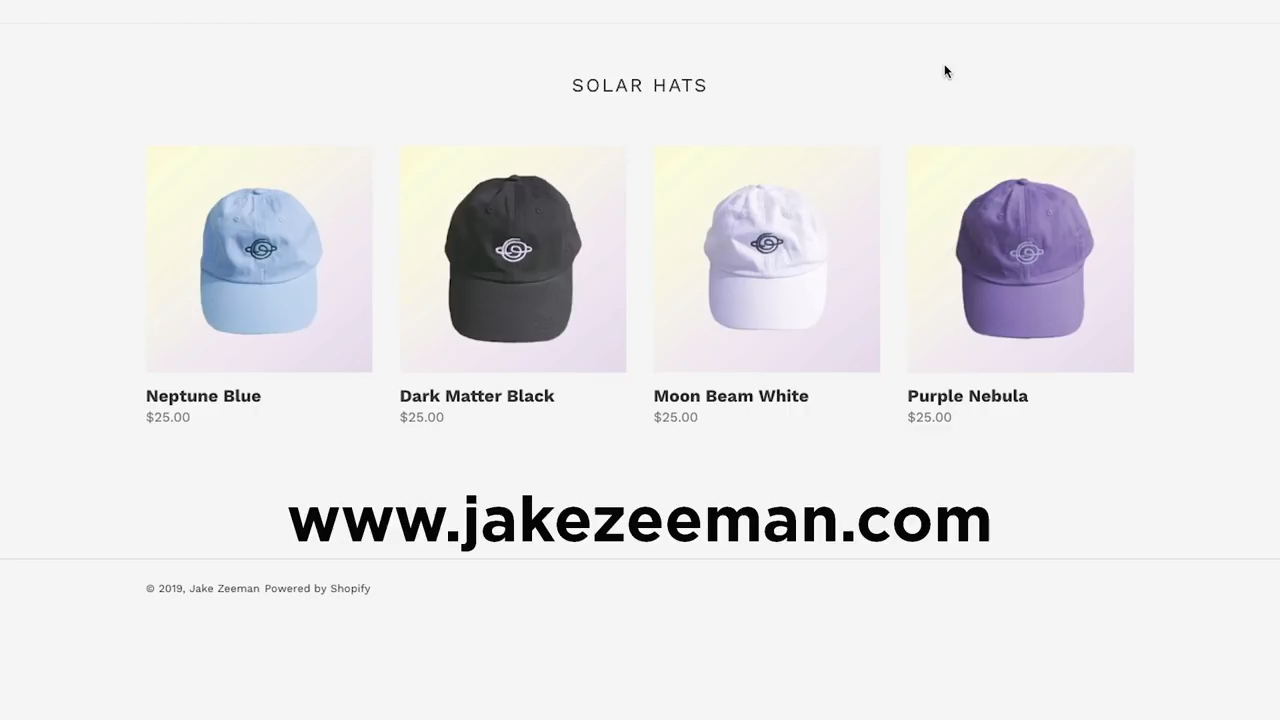 SOLAR HATS
Neptune Blue
$25.00
Dark Matter Black
$25.00
Moon Beam White
$25.00
Purple Nebula
$25.00
www.jakezeeman.com
© 2019, Jake Zeeman Powered by Shopify